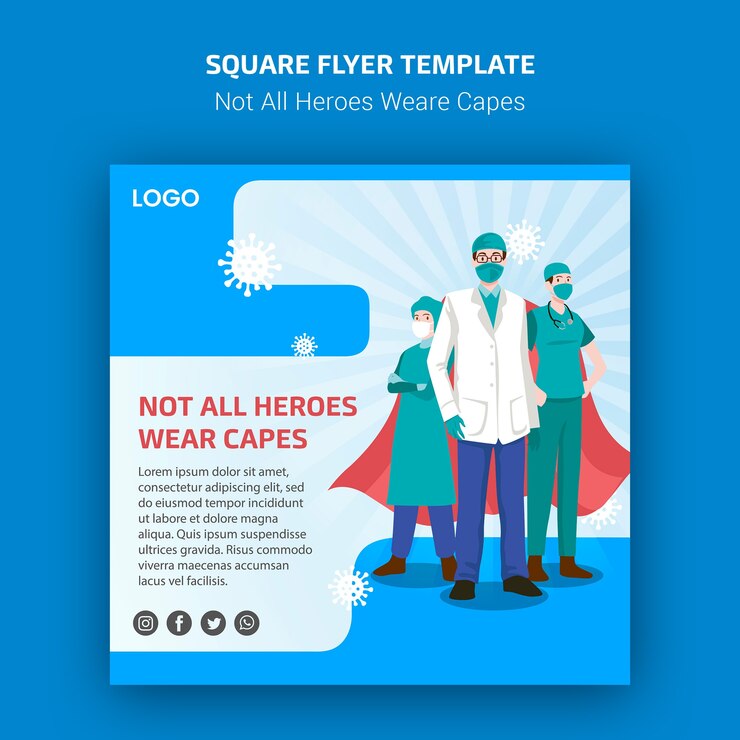 SQUARE FLYER TEMPLATE
Not All Heroes Weare Capes
LOGO
NOT ALL HEROES
WEAR CAPES
Lorem ipsum dolor sit amet,
consectetur adipiscing elit, sed do
eiusmod tempor incididunt
ut labore et dolore magna
aliqua. Quis ipsum suspendisse
ultrices gravida. Risus commodo
viverra maecenas accumsan
lacus vel facilisis.